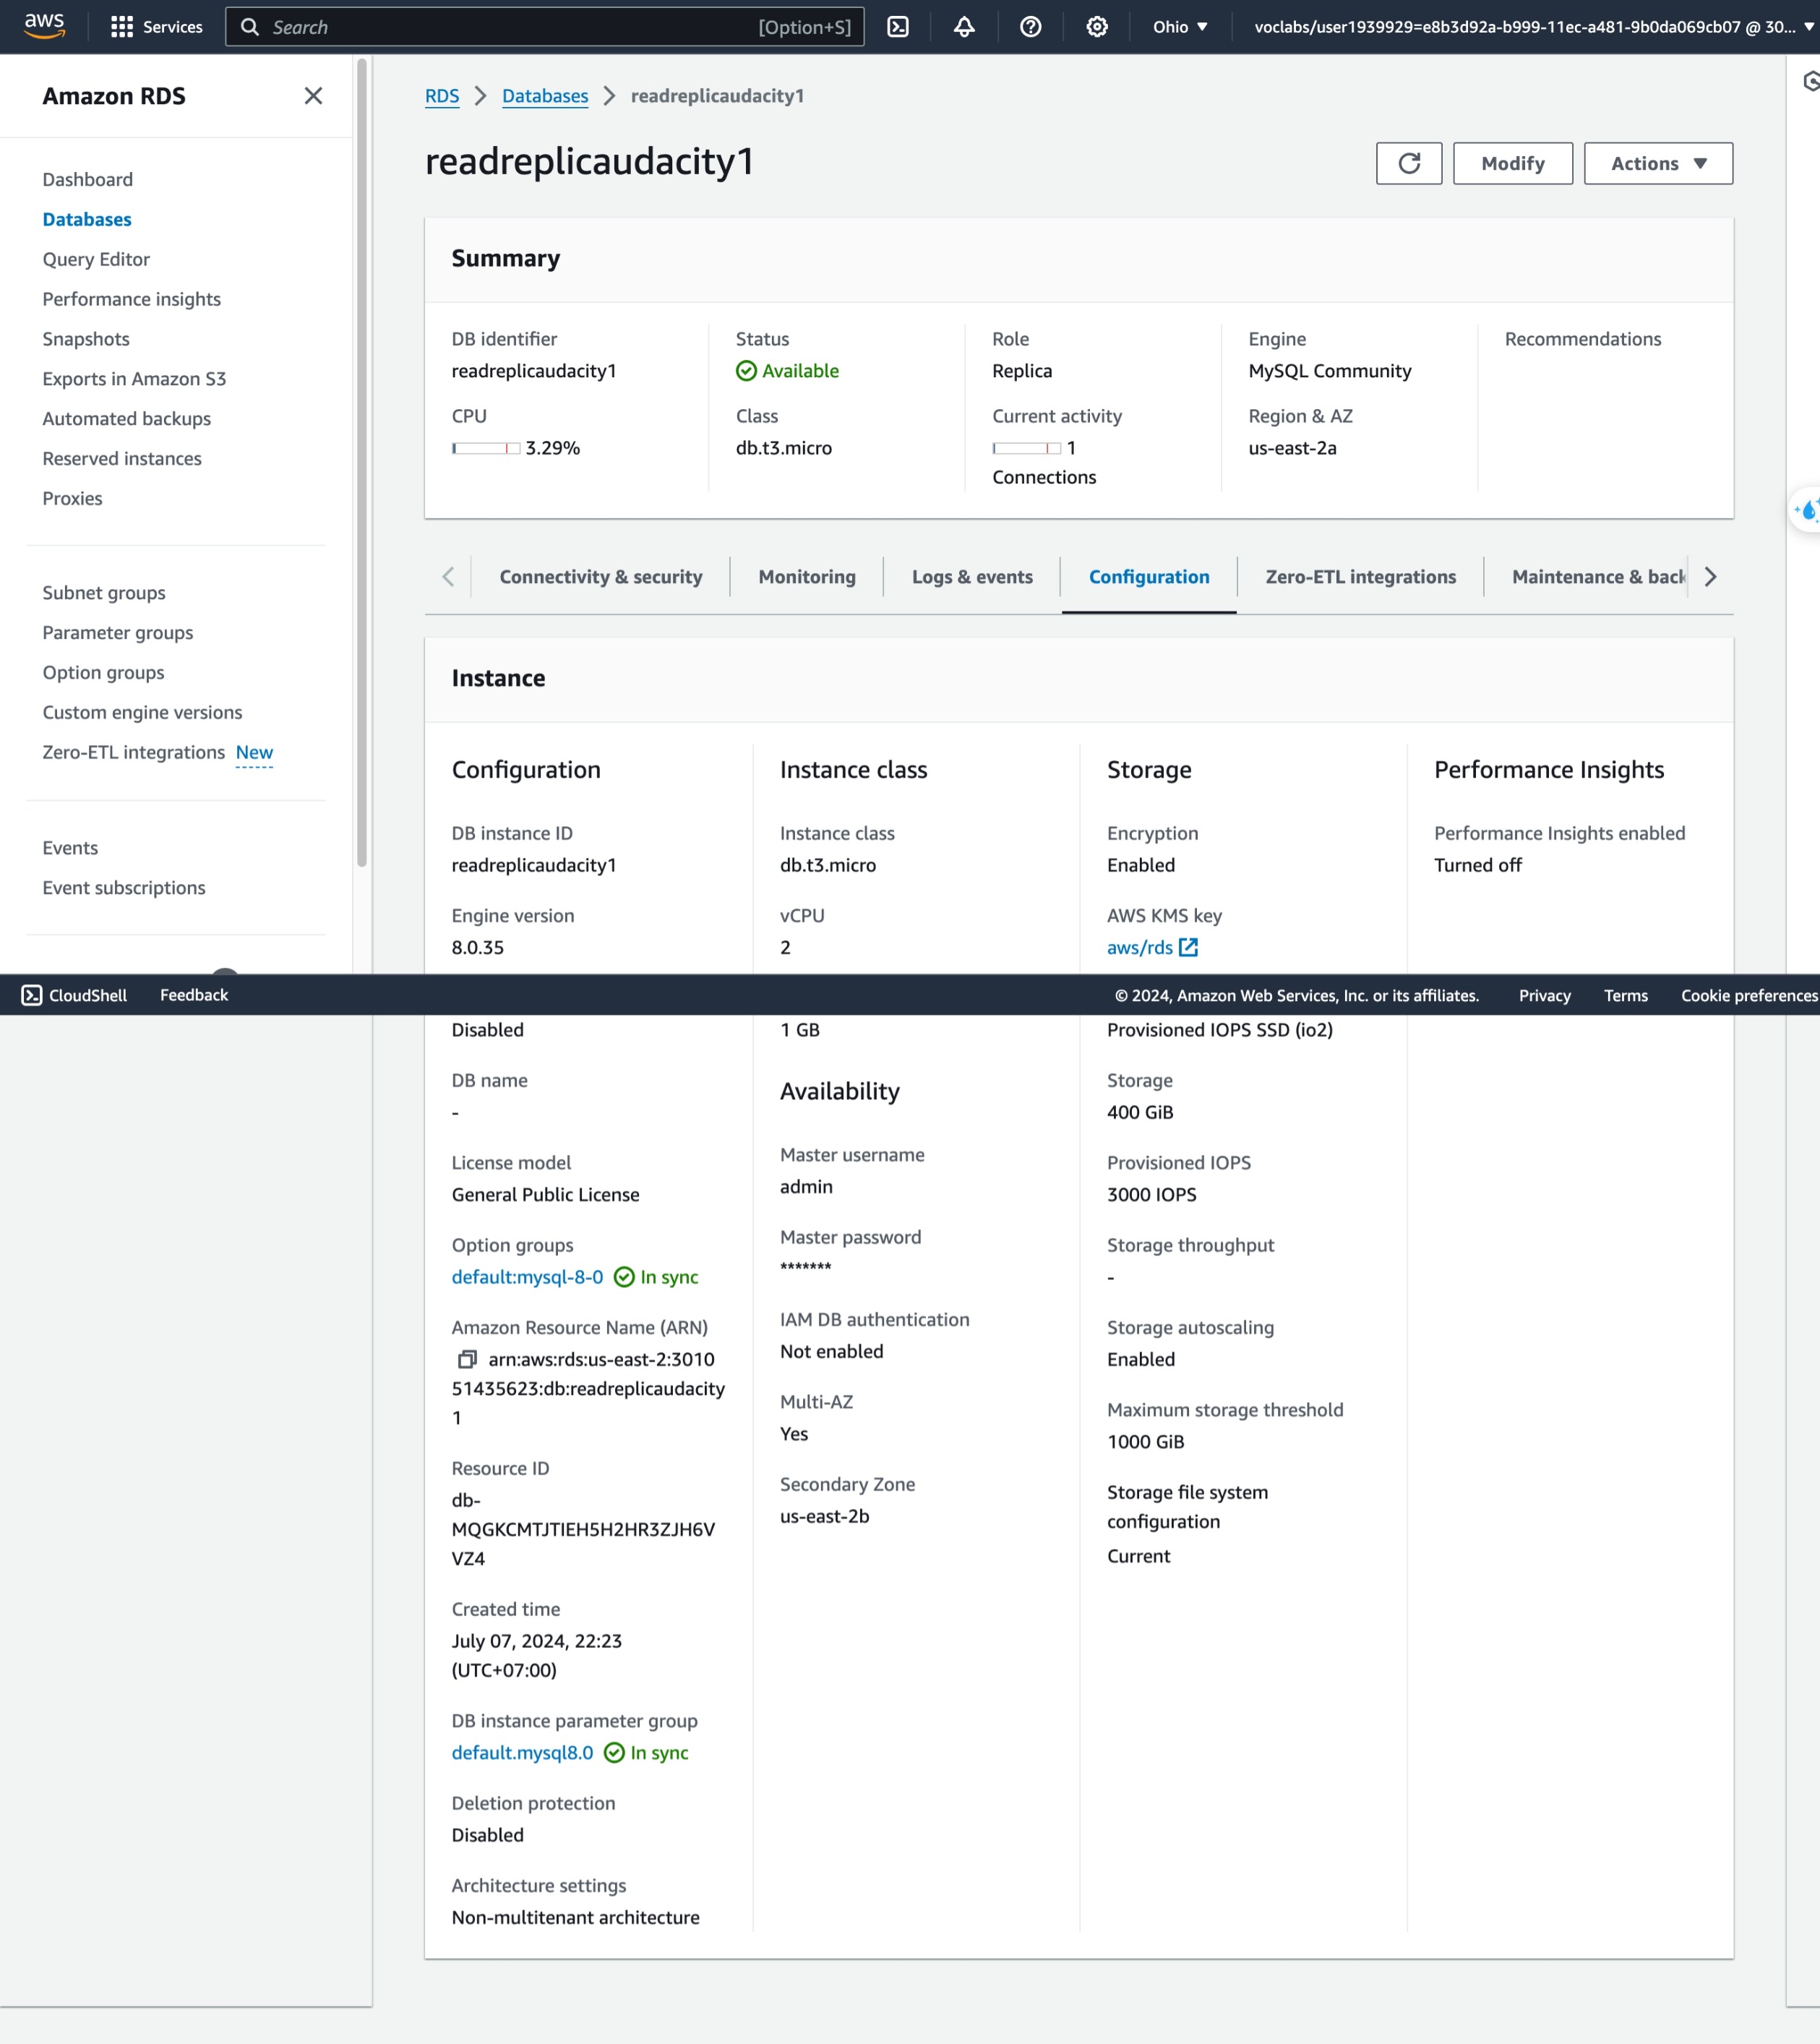 aws
Services
Search
[Option+S]
Ohio
voclabs/user1939929=e8b3d92a-b999-11ec-a481-9b0da069cb07 @ 30...
Amazon RDS
Dashboard
Databases
Query Editor
Performance insights
Snapshots
Exports in Amazon S3
Automated backups
Reserved instances
Proxies
Subnet groups
Parameter groups
Option groups
Custom engine versions
Zero-ETL integrations New
Events
Event subscriptions
RDS > Databases > readreplicaudacity1
readreplicaudacity1
Modify
Actions
Summary
DB identifier
readreplicaudacity1
CPU
3.29%
Status
Available
Class
db.t3.micro
Role
Replica
Current activity
1
Connections
Engine
MySQL Community
Region & AZ
us-east-2a
Recommendations
Connectivity & security
Monitoring
Logs & events
Configuration
Zero-ETL integrations
Maintenance & back
Instance
Configuration
DB instance ID
readreplicaudacity1
Engine version
8.0.35
Disabled
DB name
-
License model
General Public License
Option groups
default:mysql-8-0 In sync
Amazon Resource Name (ARN)
arn:aws:rds:us-east-2:3010
51435623:db:readreplicaudacity
1
Resource ID
db-
MQGKCMTJTIEH5H2HR3ZJH6V
VZ4
Created time
July 07, 2024, 22:23
(UTC+07:00)
DB instance parameter group
default.mysql8.0 In sync
Deletion protection
Disabled
Architecture settings
Non-multitenant architecture
Instance class
Instance class
db.t3.micro
vCPU
2
1 GB
Availability
Master username
admin
Master password
*******
IAM DB authentication
Not enabled
Multi-AZ
Yes
Secondary Zone
us-east-2b
Storage
Encryption
Enabled
AWS KMS key
aws/rds
Provisioned IOPS SSD (io2)
Storage
400 GiB
Provisioned IOPS
3000 IOPS
Storage throughput
-
Storage autoscaling
Enabled
Maximum storage threshold
1000 GiB
Storage file system
configuration
Current
Performance Insights
Performance Insights enabled
Turned off
CloudShell
Feedback
© 2024, Amazon Web Services, Inc. or its affiliates.
Privacy
Terms
Cookie preferences